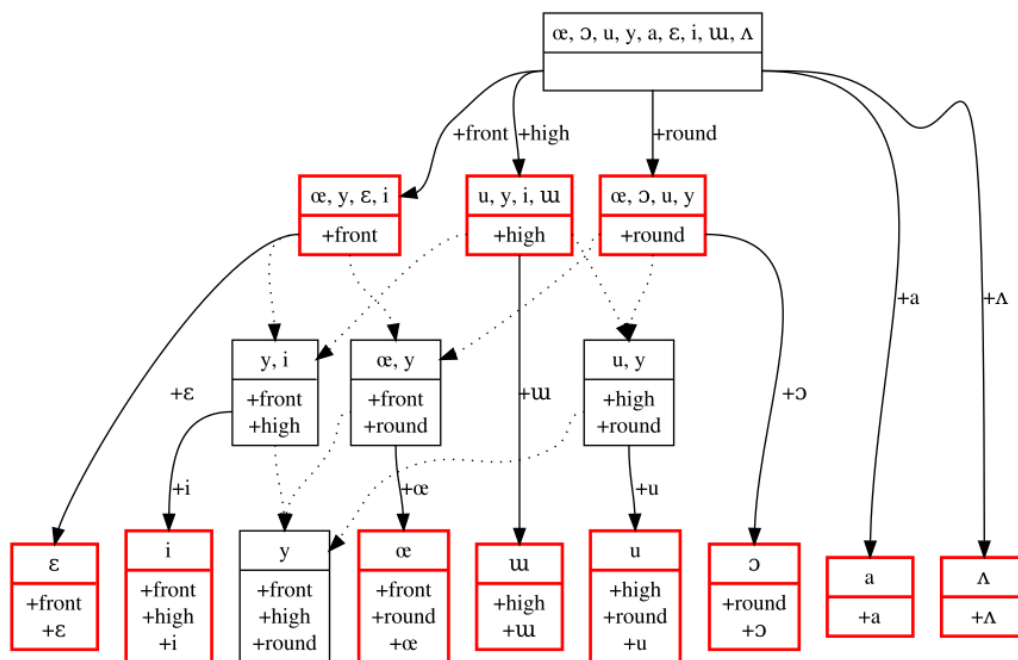 œ, ɔ, u, y, a, ɛ, i, ɯ, ʌ
+front
+high
+round
œ, y, ɛ, i
+front
u, y, i, ɯ
+high
œ, ɔ, u, y
+round
+a
+ʌ
y, i
+front
+high
œ, y
+front
+round
u, y
+high
+round
+ɛ
+ɯ
+ɔ
+i
+œ
+u
ɛ
+front
+ɛ
i
+front
+high
+i
y
+front
+high
+round
œ
+front
+round
+œ
ɯ
+high
+ɯ
u
+high
+round
+u
ɔ
+round
+ɔ
a
+a
ʌ
+ʌ